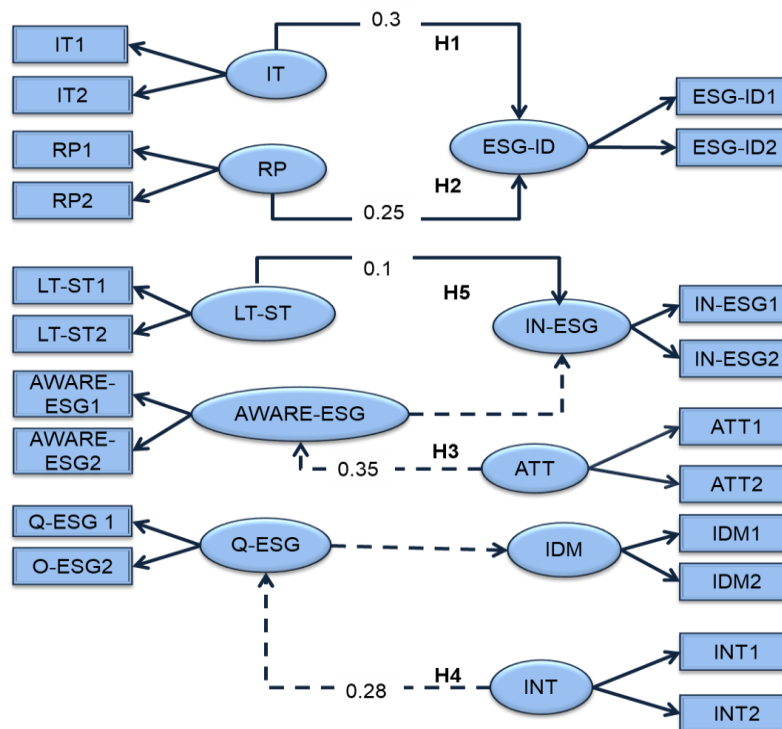 0.3
H1
IT1
IT
IT2
ESG-ID1
RP1
ESG-ID
ESG-ID2
RP
RP2
H2
0.25
0.1
LT-ST1
H5
IN-ESG1
LT-ST
IN-ESG
LT-ST2
IN-ESG2
AWARE-
ESG1
AWARE-ESG
ATT1
AWARE-
ESG2
H3
0.35
ATT
ATT2
Q-ESG 1
IDM1
Q-ESG
IDM
O-ESG2
IDM2
INT1
H4
INT
0.28
INT2